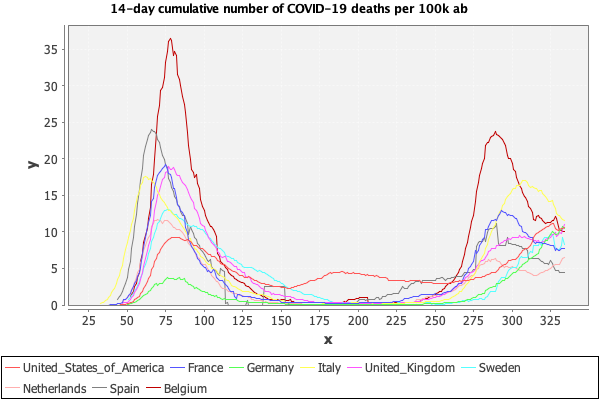 14-day cumulative number of COVID-19 deaths per 100k ab
y
35
30
25
20
15
10
5
0
25 50 75 100 125 150 175 200 225 250 275 300 325
x
United_States_of_America France Germany Italy United_Kingdom Sweden
Netherlands Spain Belgium